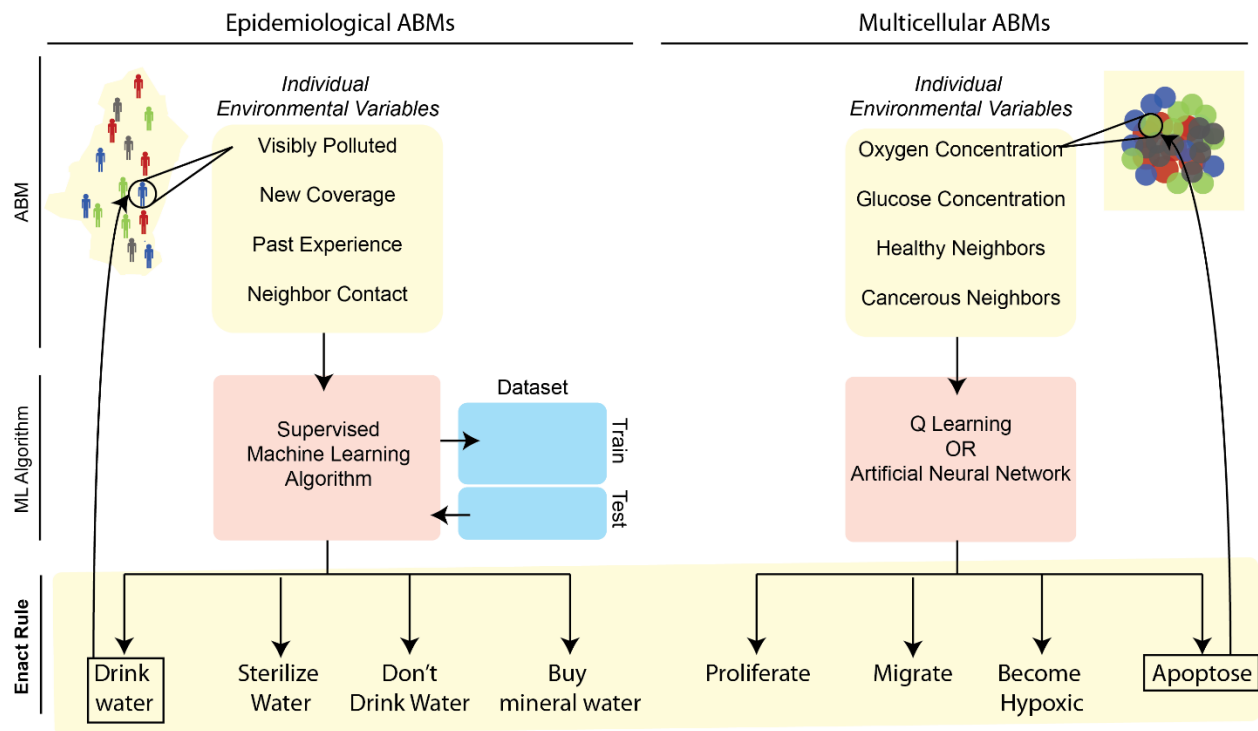 Epidemiological ABMs
Multicellular ABMs
ABM
Individual
Environmental Variables
Visibly Polluted
New Coverage
Past Experience
Neighbor Contact
Individual
Environmental Variables
Oxygen Concentration
Glucose Concentration
Healthy Neighbors
Cancerous Neighbors
ML Algorithm
Supervised
Machine Learning
Algorithm
Dataset
Train
Test
Q Learning
OR
Artificial Neural Network
Enact Rule
Drink
water
Sterilize
Water
Don't
Drink Water
Buy
mineral water
Proliferate
Migrate
Become
Hypoxic
Apoptose